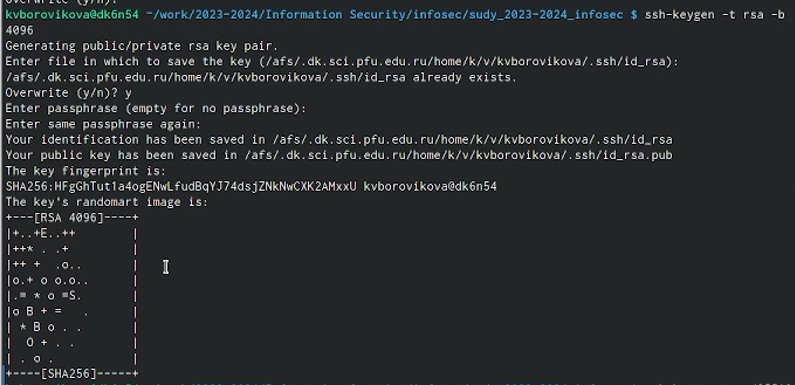 kvborovikova@dk6n54 ~/work/2023-2024/Information Security/infosec/sudy_2023-2024_infosec $ ssh-keygen -t rsa -b
4096
Generating public/private rsa key pair.
Enter file in which to save the key (/afs/.dk.sci.pfu.edu.ru/home/k/v/kvborovikova/.ssh/id_rsa):
/afs/.dk.sci.pfu.edu.ru/home/k/v/kvborovikova/.ssh/id_rsa already exists.
Overwrite (y/n)? y
Enter passphrase (empty for no passphrase):
Enter same passphrase again:
Your identification has been saved in /afs/.dk.sci.pfu.edu.ru/home/k/v/kvborovikova/.ssh/id_rsa
Your public key has been saved in /afs/.dk.sci.pfu.edu.ru/home/k/v/kvborovikova/.ssh/id_rsa.pub
The key fingerprint is:
SHA256:HFgGhTut1a4ogENwLfudBqYJ74dsjZNkNwCXK2AMxxU kvborovikova@dk6n54
The key's randomart image is:
+---[RSA 4096]----+
|+..+E..++        |
|++* . .+         |
|++ +  .o..       |
|o.+ o o.o..      |
|.= * o =S.       |
|o B + =   .      |
| * B o . .       |
|  O + . .        |
| . o .           |
+----[SHA256]-----+